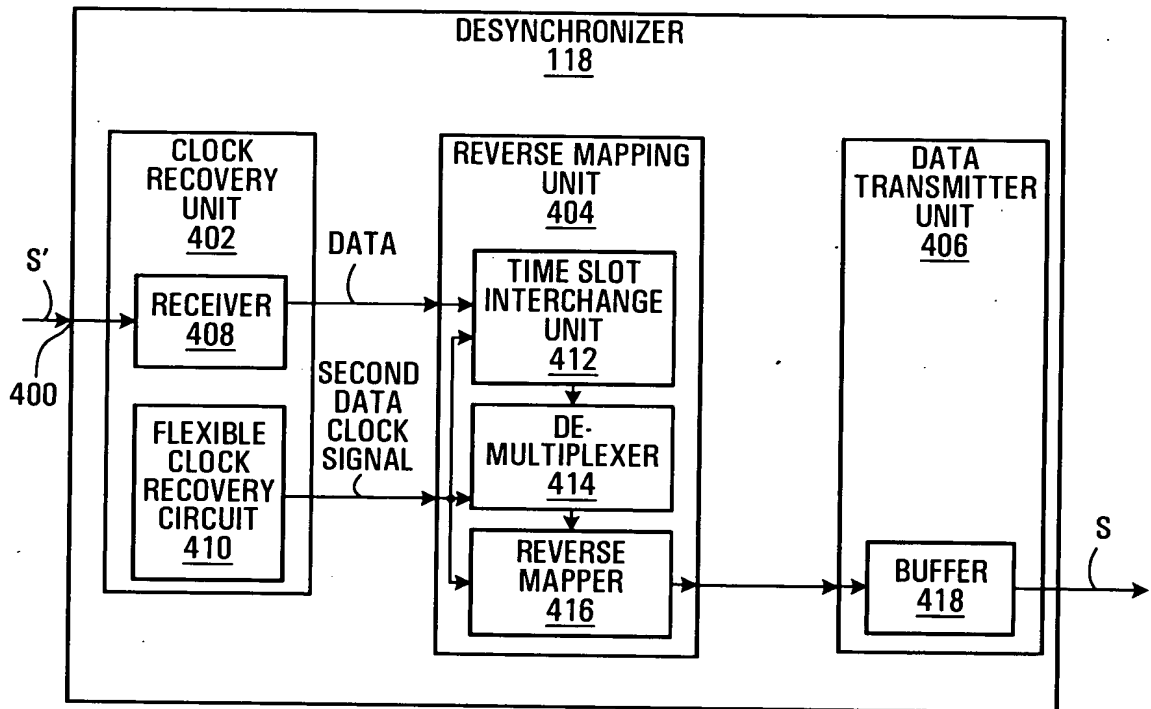 DESYNCHRONIZER
118
CLOCK
RECOVERY
UNIT
402
REVERSE MAPPING
UNIT
404
DATA
TRANSMITTER
UNIT
406
S'
400
RECEIVER
408
FLEXIBLE
CLOCK
RECOVERY
CIRCUIT
410
DATA
SECOND
DATA
CLOCK
SIGNAL
TIME SLOT
INTERCHANGE
UNIT
412
DE-
MULTIPLEXER
414
REVERSE
MAPPER
416
BUFFER
418
S